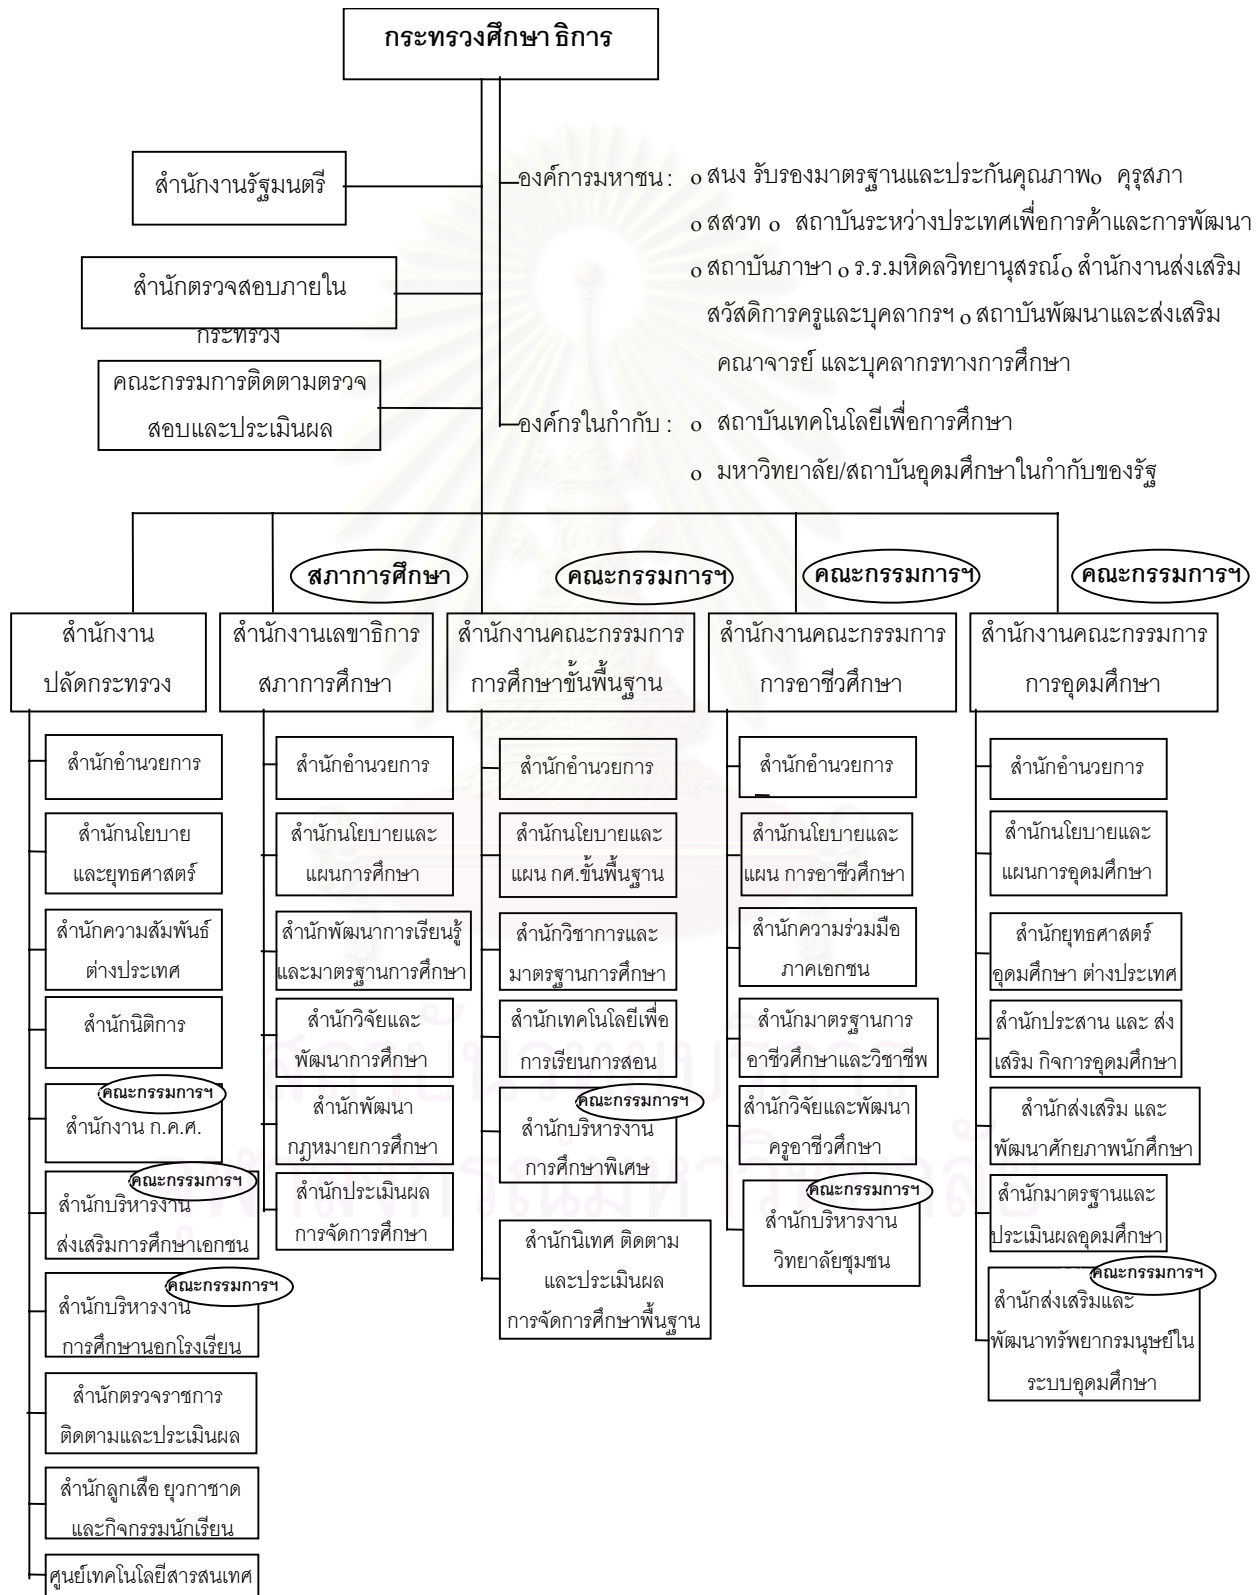 กระทรวงศึกษาธิการ
สำนักงานรัฐมนตรี
สำนักตรวจสอบภายใน
กระทรวง
คณะกรรมการติดตามตรวจ
สอบและประเมินผล
องค์การมหาชน : o สนง รับรองมาตรฐานและประกันคุณภาพo คุรุสภา
o สสวท o สถาบันระหว่างประเทศเพื่อการค้าและการพัฒนา
o สถาบันภาษา o ร.ร.มหิดลวิทยานุสรณ์o สำนักงานส่งเสริม
สวัสดิการครูและบุคลากรฯ o สถาบันพัฒนาและส่งเสริม
คณาจารย์ และบุคลากรทางการศึกษา
องค์กรในกำกับ : o สถาบันเทคโนโลยีเพื่อการศึกษา
o มหาวิทยาลัย/สถาบันอุดมศึกษาในกำกับของรัฐ
สภาการศึกษา
คณะกรรมการฯ
คณะกรรมการฯ
คณะกรรมการฯ
สำนักงาน
ปลัดกระทรวง
สำนักอำนวยการ
สำนักนโยบาย
และยุทธศาสตร์
สำนักความสัมพันธ์
ต่างประเทศ
สำนักนิติการ
คณะกรรมการฯ
สำนักงาน ก.ค.ศ.
คณะกรรมการฯ
สำนักบริหารงาน
ส่งเสริมการศึกษาเอกชน
คณะกรรมการฯ
สำนักบริหารงาน
การศึกษานอกโรงเรียน
สำนักตรวจราชการ
ติดตามและประเมินผล
สำนักลูกเสือ ยุวกาชาด
และกิจกรรมนักเรียน
ศูนย์เทคโนโลยีสารสนเทศ
สำนักงานเลขาธิการ
สภาการศึกษา
สำนักอำนวยการ
สำนักนโยบายและ
แผนการศึกษา
สำนักพัฒนาการเรียนรู้
และมาตรฐานการศึกษา
สำนักวิจัยและ
พัฒนาการศึกษา
สำนักพัฒนา
กฎหมายการศึกษา
สำนักประเมินผล
การจัดการศึกษา
สำนักงานคณะกรรมการ
การศึกษาขั้นพื้นฐาน
สำนักอำนวยการ
สำนักนโยบายและ
แผน กศ.ขั้นพื้นฐาน
สำนักวิชาการและ
มาตรฐานการศึกษา
สำนักเทคโนโลยีเพื่อ
การเรียนการสอน
คณะกรรมการฯ
สำนักบริหารงาน
การศึกษาพิเศษ
สำนักนิเทศ ติดตาม
และประเมินผล
การจัดการศึกษาพื้นฐาน
สำนักงานคณะกรรมการ
การอาชีวศึกษา
สำนักอำนวยการ
สำนักนโยบายและ
แผน การอาชีวศึกษา
สำนักความร่วมมือ
ภาคเอกชน
สำนักมาตรฐานการ
อาชีวศึกษาและวิชาชีพ
สำนักวิจัยและพัฒนา
ครูอาชีวศึกษา
คณะกรรมการฯ
สำนักบริหารงาน
วิทยาลัยชุมชน
สำนักงานคณะกรรมการ
การอุดมศึกษา
สำนักอำนวยการ
สำนักนโยบายและ
แผนการอุดมศึกษา
สำนักยุทธศาสตร์
อุดมศึกษา ต่างประเทศ
สำนักประสาน และ ส่ง
เสริม กิจการอุดมศึกษา
สำนักส่งเสริม และ
พัฒนาศักยภาพนักศึกษา
สำนักมาตรฐานและ
ประเมินผลอุดมศึกษา
คณะกรรมการฯ
สำนักส่งเสริมและ
พัฒนาทรัพยากรมนุษย์ใน
ระบบอุดมศึกษา
สถาบันวิทยบริการ
จุฬาลงกรณ์มหาวิทยาลัย